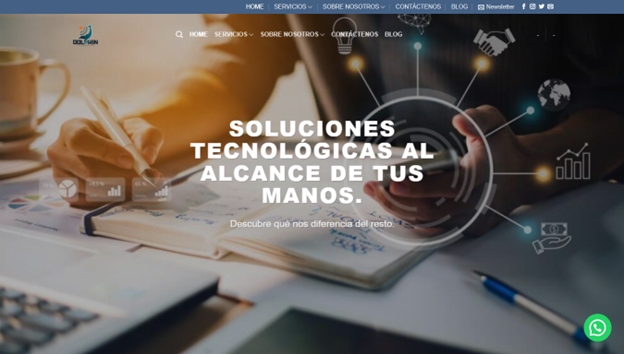 HOME SERVICIOS SOBRE NOSOTROS CONTÁCTENOS BLOG Newsletter
DOLPHIN
HOME SERVICIOS SOBRE NOSOTROS CONTÁCTENOS BLOG
SOLUCIONES
TECNOLÓGICAS AL
ALCANCE DE TUS
MANOS.
Descubre qué nos diferencia del resto.